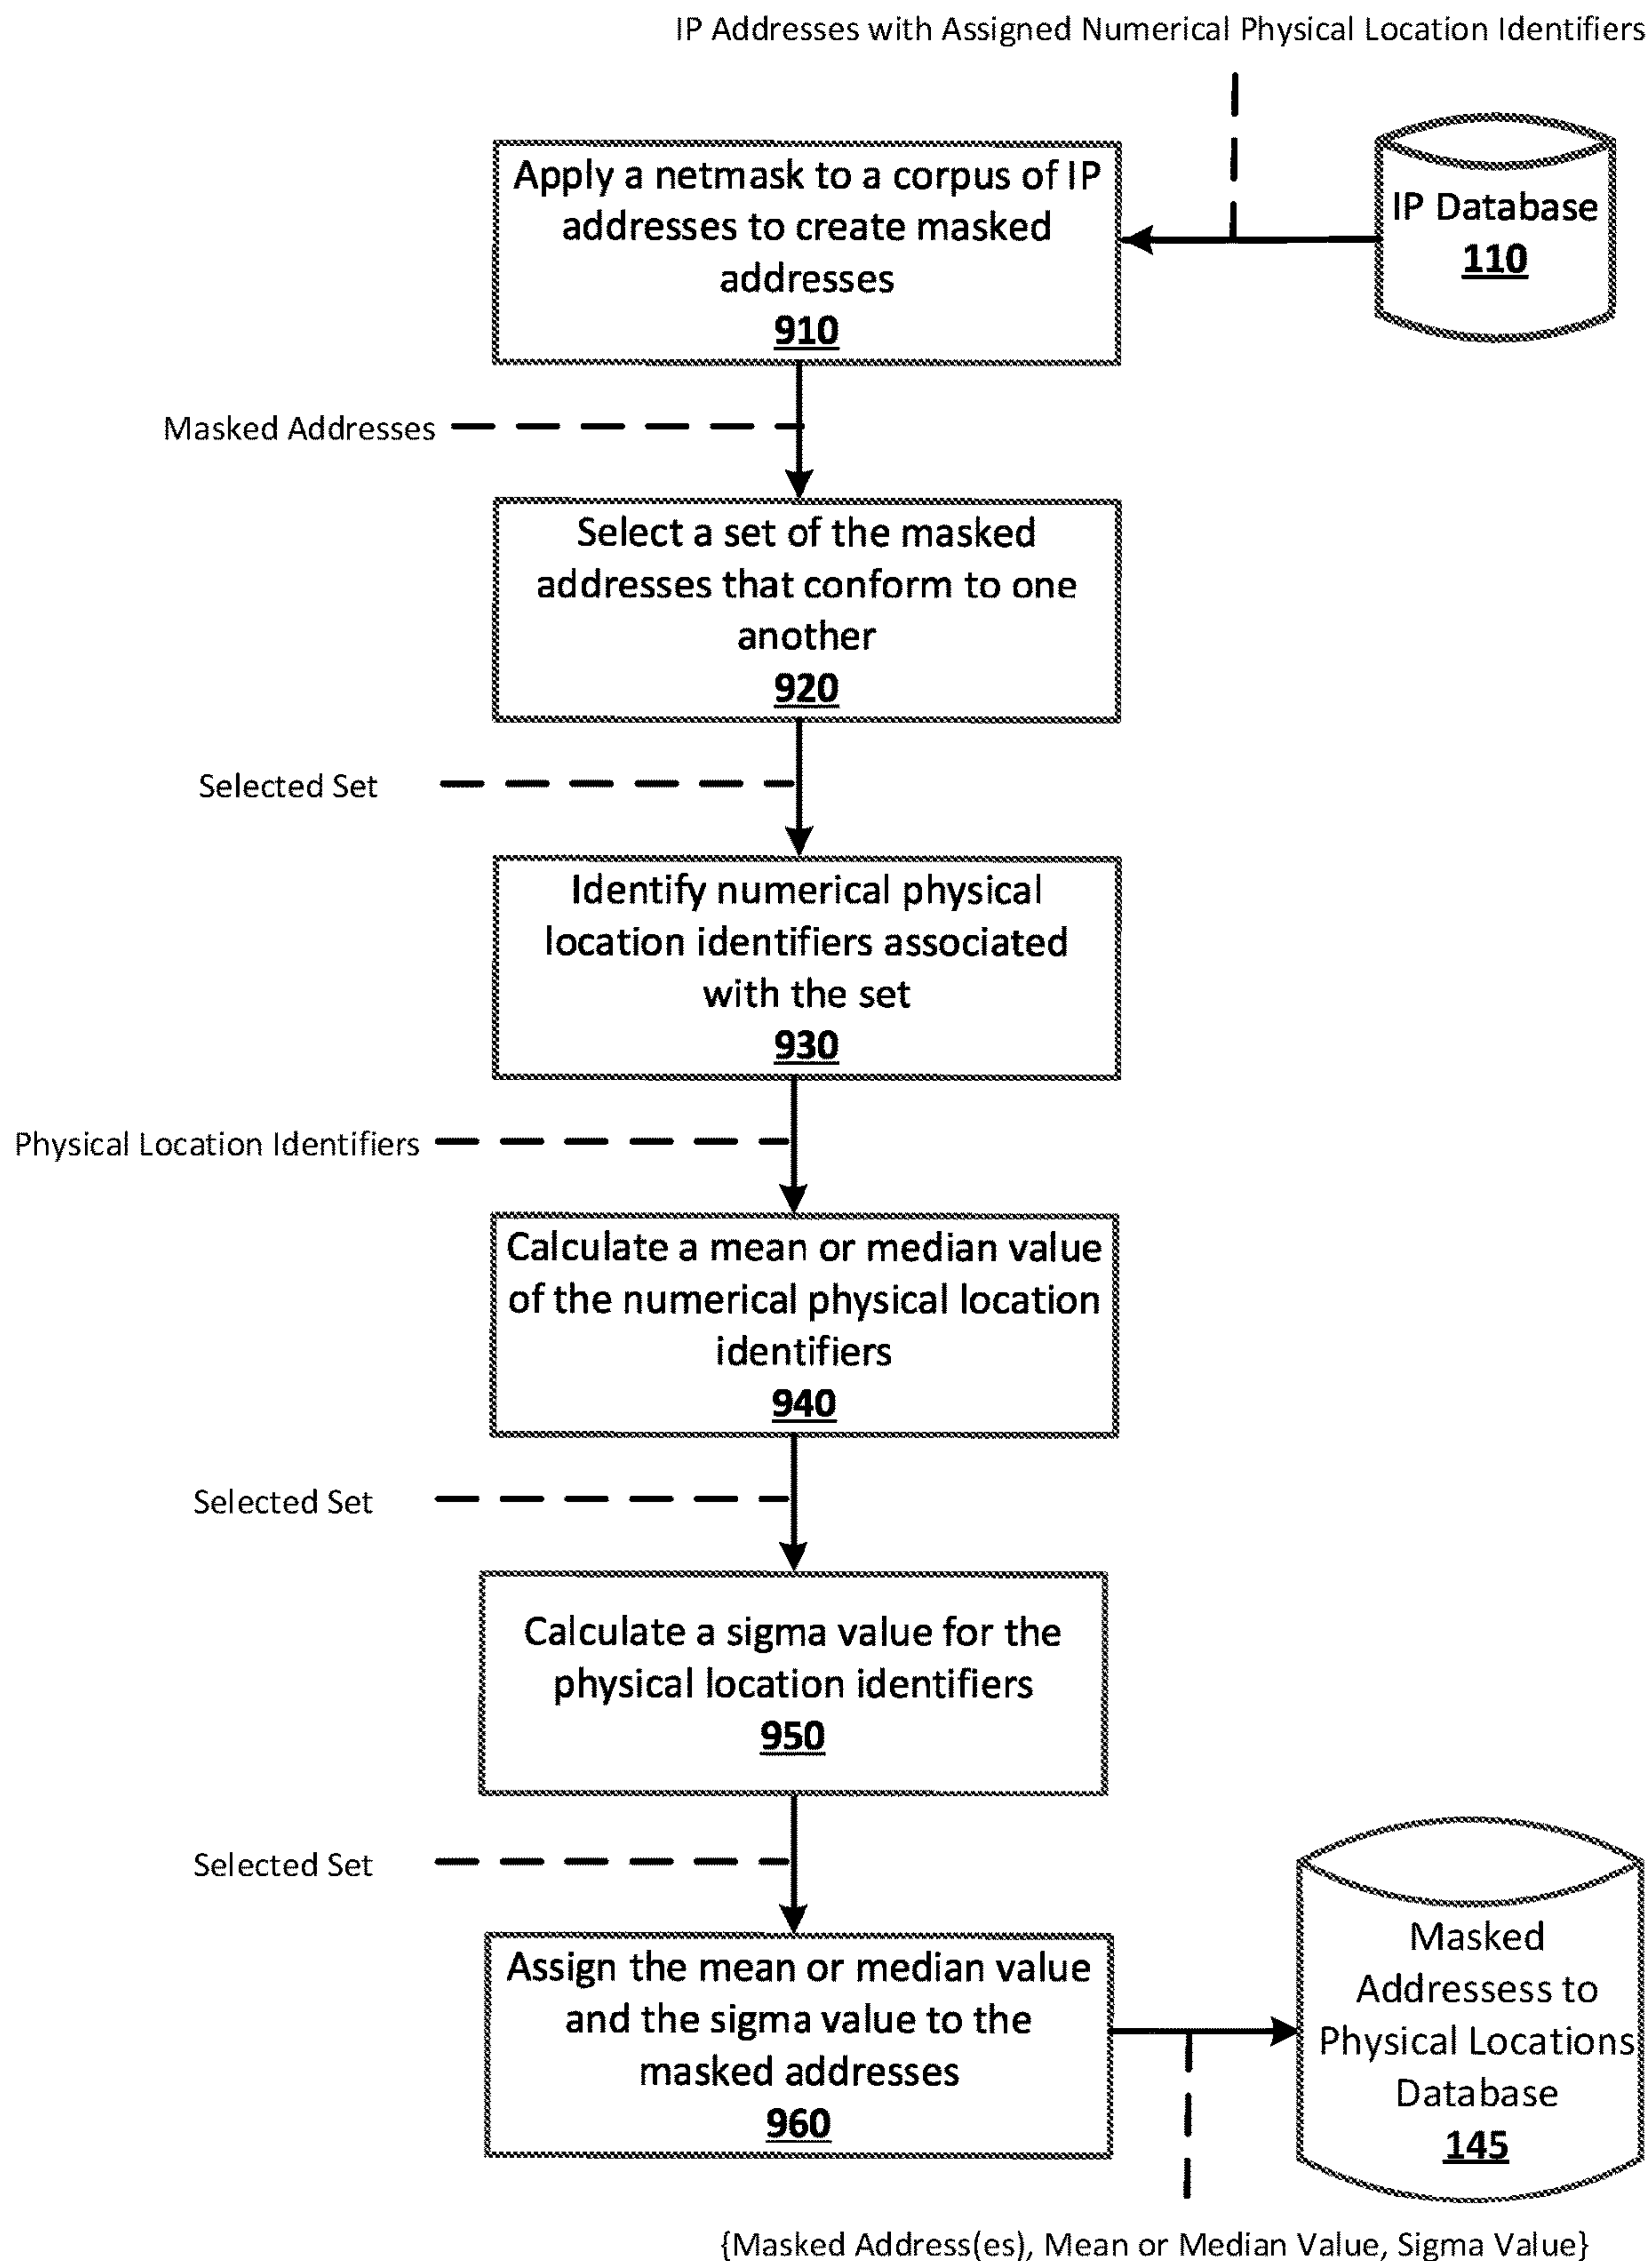 IP Addresses with Assigned Numerical Physical Location Identifiers
Apply a netmask to a corpus of IP
addresses to create masked
addresses
910
IP Database
110
Masked Addresses
Select a set of the masked
addresses that conform to one
another
920
Selected Set
Identify numerical physical
location identifiers associated
with the set
930
Physical Location Identifiers
Calculate a mean or median value
of the numerical physical location
identifiers
940
Selected Set
Calculate a sigma value for the
physical location identifiers
950
Selected Set
Assign the mean or median value
and the sigma value to the
masked addresses
960
Masked
Addressess to
Physical Locations
Database
145
{Masked Address(es), Mean or Median Value, Sigma Value}